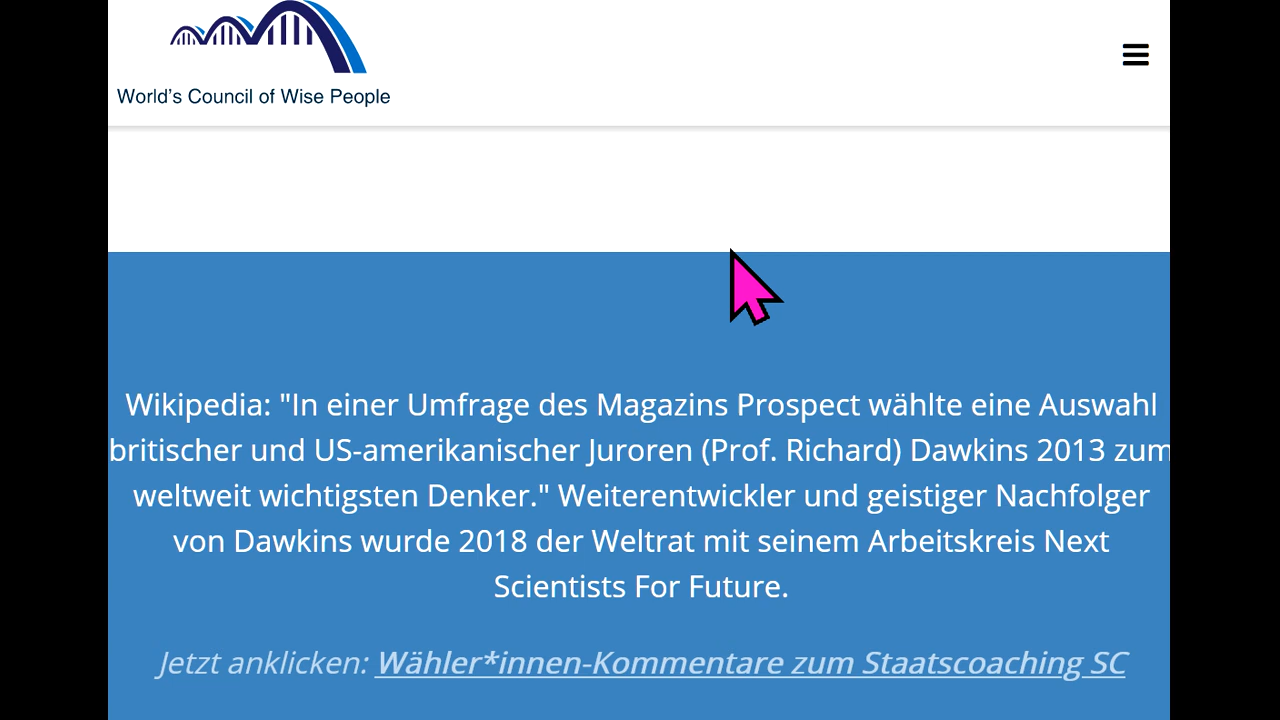 World's Council of Wise People
Wikipedia: "In einer Umfrage des Magazins Prospect wählte eine Auswahl
britischer und US-amerikanischer Juroren (Prof. Richard) Dawkins 2013 zum
weltweit wichtigsten Denker." Weiterentwickler und geistiger Nachfolger
von Dawkins wurde 2018 der Weltrat mit seinem Arbeitskreis Next
Scientists For Future.
Jetzt anklicken: Wähler*innen-Kommentare zum Staatscoaching SC